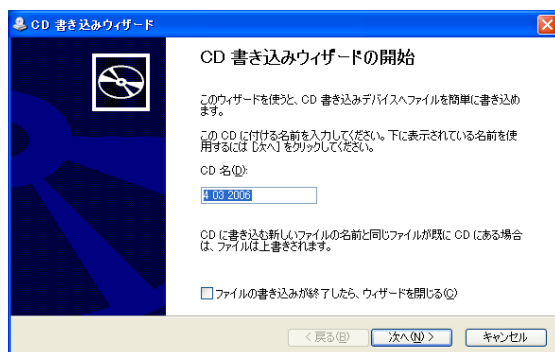 CD 書き込みウィザード
CD 書き込みウィザードの開始
このウィザードを使うと、CD 書き込みデバイスへファイルを簡単に書き込め
ます。
この CD に付ける名前を入力してください。下に表示されている名前を使
用するには [次へ] をクリックしてください。
CD 名(D):
4 03 2006
CD に書き込む新しいファイルの名前と同じファイルが既に CD にある場合
は、ファイルは上書きされます。
ファイルの書き込みが終了したら、ウィザードを閉じる(C)
< 戻る(B) 次へ(N) > キャンセル